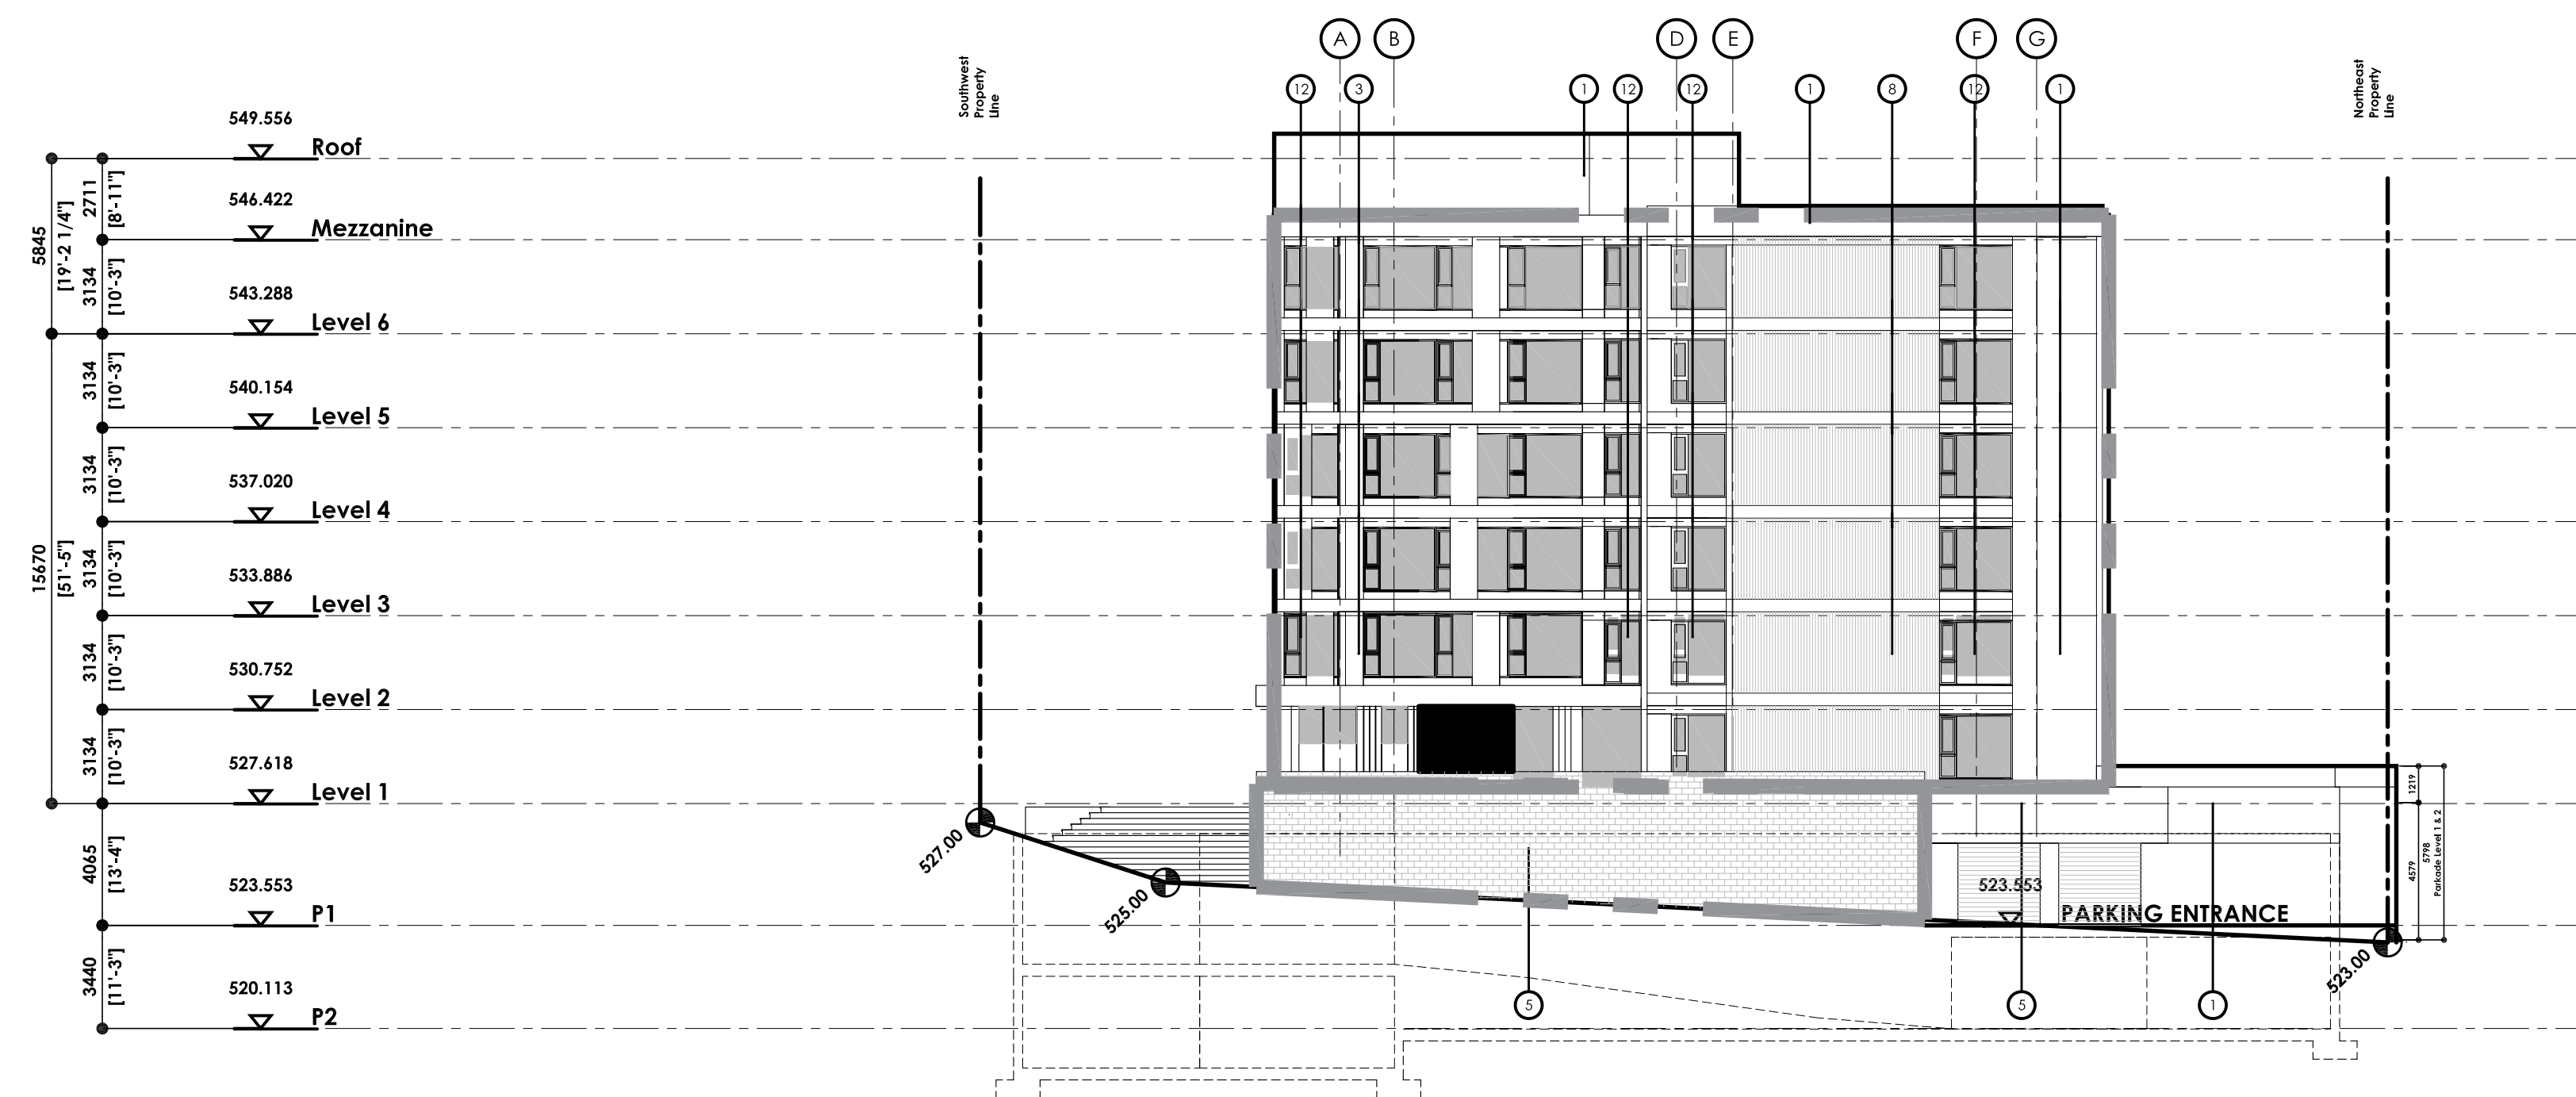 A B D E F G
12 3 1 12 12 1 8 12 1
Southwest
Property
Line
Northeast
Property
Line
549.556
Roof
546.422
Mezzanine
543.288
Level 6
540.154
Level 5
537.020
Level 4
533.886
Level 3
530.752
Level 2
527.618
Level 1
523.553
P1
520.113
P2
5845
[19'-2 1/4"]
15670
[51'-5"]
2711
[8'-11"]
3134
[10'-3"]
3134
[10'-3"]
3134
[10'-3"]
3134
[10'-3"]
3134
[10'-3"]
3134
[10'-3"]
4065
[13'-4"]
3440
[11'-3"]
527.00
525.00
523.553
PARKING ENTRANCE
523.00
1219
4579
5798
Parkade Level 1 & 2
5 5 1